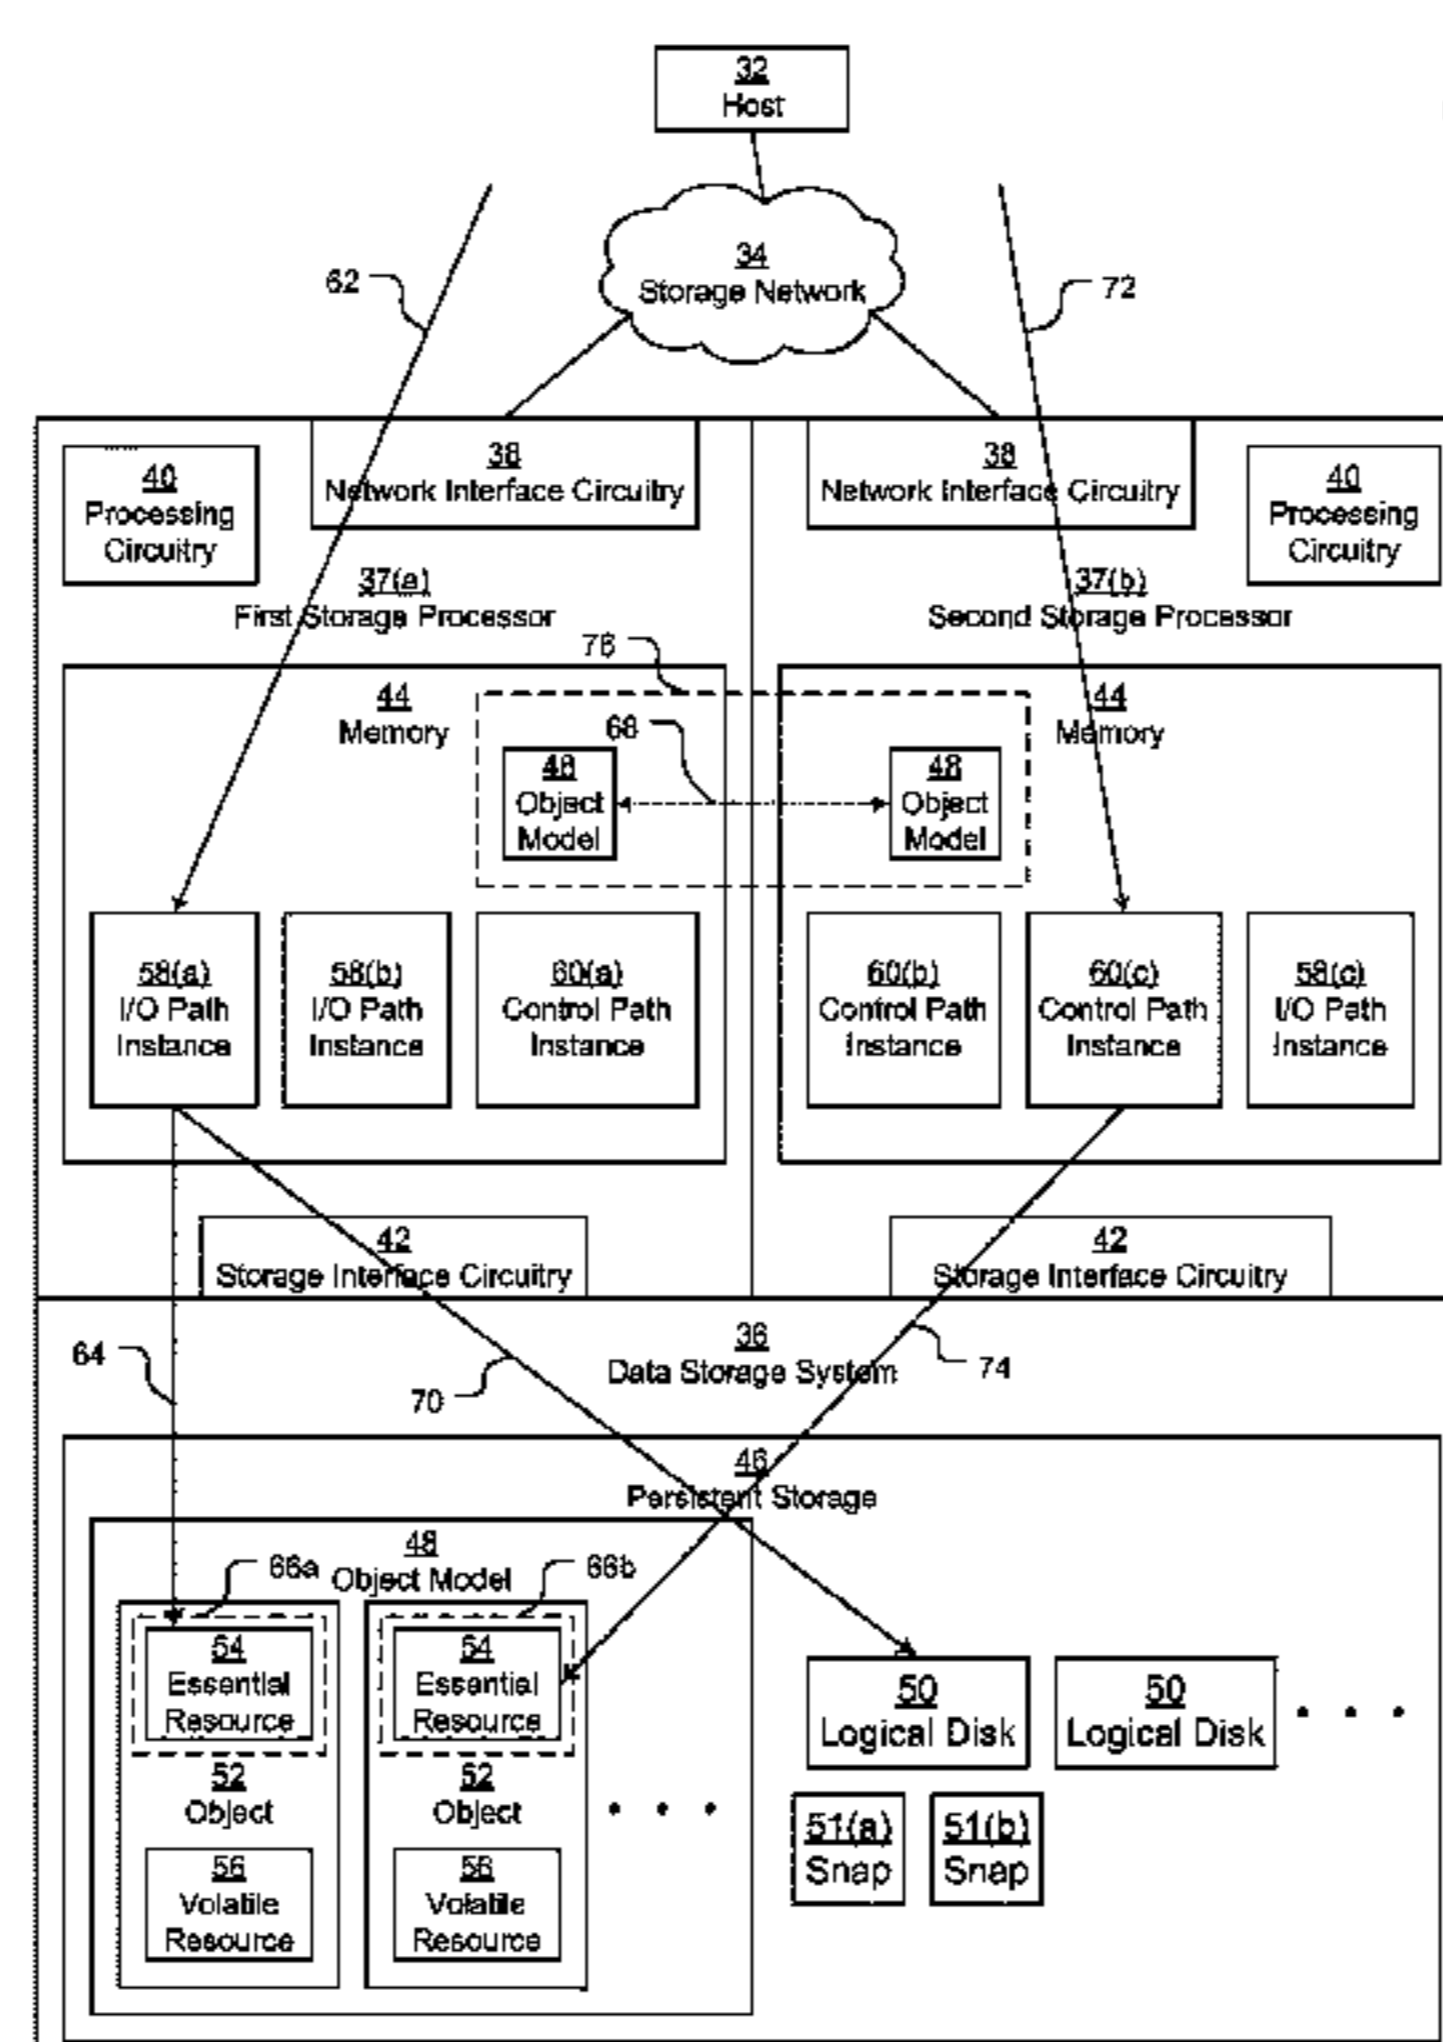 32
Host
34
Storage Network
62
72
38
Network Interface Circuitry
38
Network Interface Circuitry
40
Processing
Circuitry
40
Processing
Circuitry
37(a)
First Storage Processor
37(b)
Second Storage Processor
76
44
Memory
68
44
Memory
48
Object
Model
48
Object
Model
58(a)
I/O Path
Instance
58(b)
I/O Path
Instance
60(a)
Control Path
Instance
60(b)
Control Path
Instance
60(c)
Control Path
Instance
58(c)
I/O Path
Instance
42
Storage Interface Circuitry
42
Storage Interface Circuitry
64
70
36
Data Storage System
74
46
Persistent Storage
48
Object Model
66a
66b
54
Essential
Resource
54
Essential
Resource
52
Object
52
Object
56
Volatile
Resource
56
Volatile
Resource
50
Logical Disk
50
Logical Disk
51(a)
Snap
51(b)
Snap